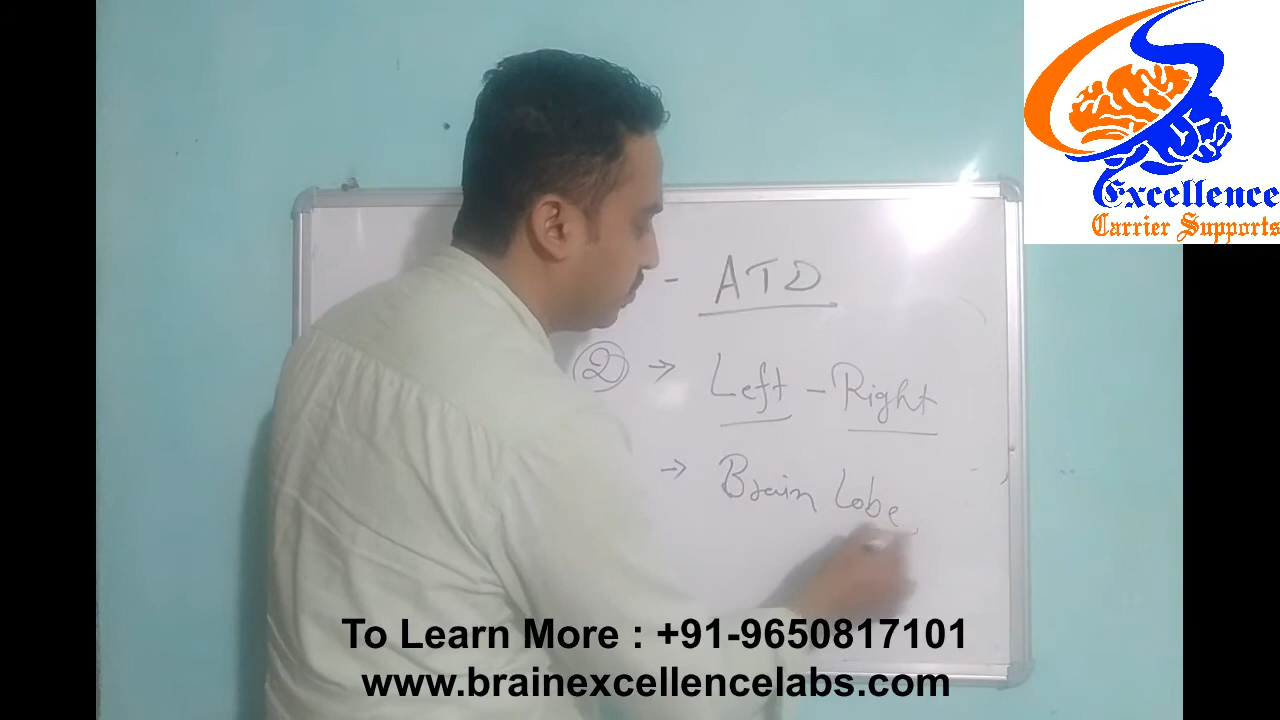 Excellence
Carrier Supports
- ATD
② → Left - Right
→ Brain Lobe
To Learn More : +91-9650817101
www.brainexcellencelabs.com